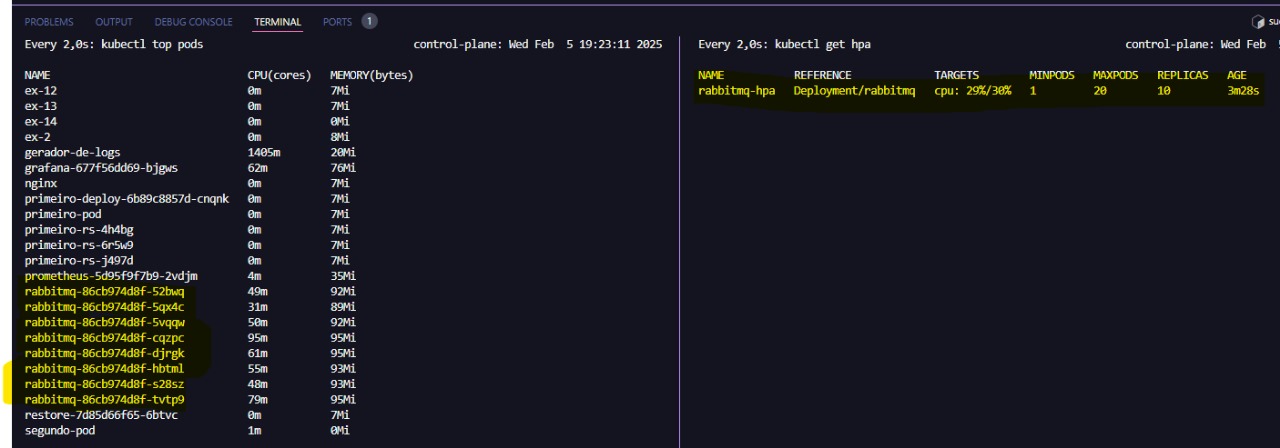 PROBLEMS OUTPUT DEBUG CONSOLE TERMINAL PORTS 1
Every 2,0s: kubectl top pods control-plane: Wed Feb 5 19:23:11 2025
NAME CPU(cores) MEMORY(bytes)
ex-12 0m 7Mi
ex-13 0m 7Mi
ex-14 0m 0Mi
ex-2 0m 8Mi
gerador-de-logs 1405m 20Mi
grafana-677f56dd69-bjgws 62m 76Mi
nginx 0m 7Mi
primeiro-deploy-6b89c8857d-cnqnk 0m 7Mi
primeiro-pod 0m 7Mi
primeiro-rs-4h4bg 0m 7Mi
primeiro-rs-6r5w9 0m 7Mi
primeiro-rs-j497d 0m 7Mi
prometheus-5d95f9f7b9-2vdjm 4m 35Mi
rabbitmq-86cb974d8f-52bwq 49m 92Mi
rabbitmq-86cb974d8f-5qx4c 31m 89Mi
rabbitmq-86cb974d8f-5vqqw 50m 92Mi
rabbitmq-86cb974d8f-cqzpc 95m 95Mi
rabbitmq-86cb974d8f-djrgk 61m 95Mi
rabbitmq-86cb974d8f-hbtml 55m 93Mi
rabbitmq-86cb974d8f-s28sz 48m 93Mi
rabbitmq-86cb974d8f-tvtp9 79m 95Mi
restore-7d85d66f65-6btvc 0m 7Mi
segundo-pod 1m 0Mi
Every 2,0s: kubectl get hpa control-plane: Wed Feb
NAME REFERENCE TARGETS MINPODS MAXPODS REPLICAS AGE
rabbitmq-hpa Deployment/rabbitmq cpu: 29%/30% 1 20 10 3m28s